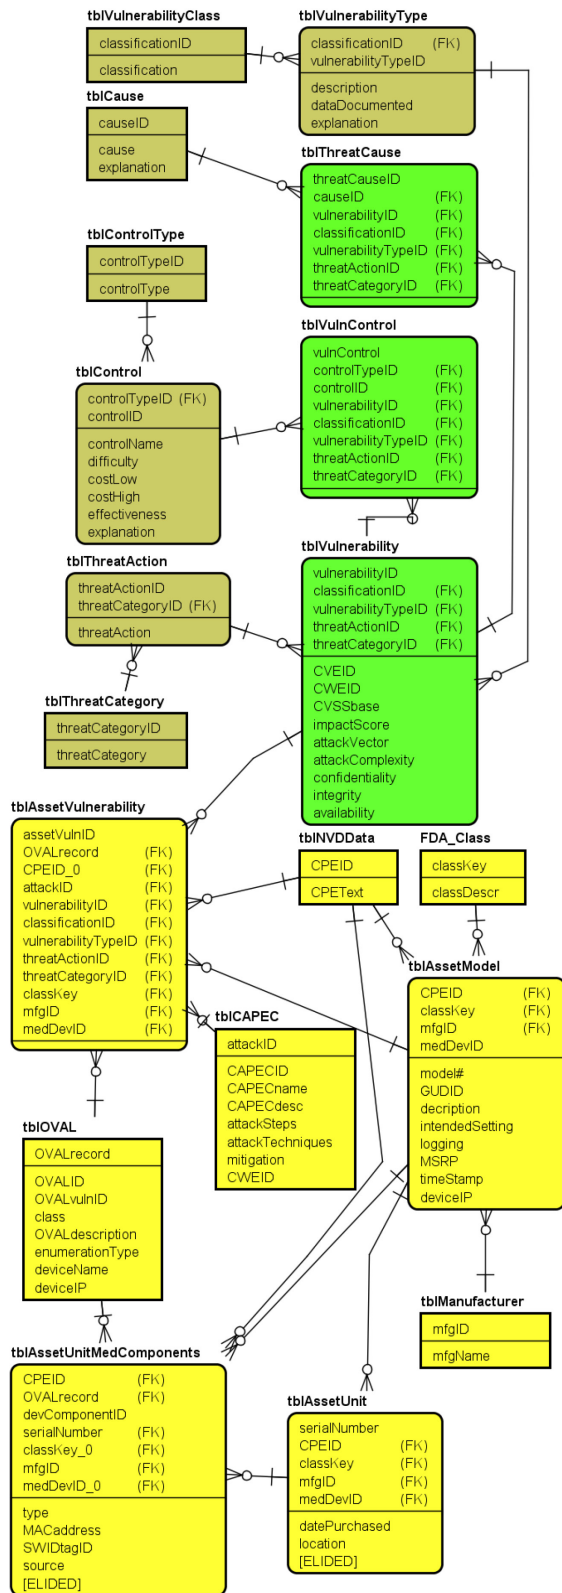 tblVulnerabilityClass
classificationID
classification
tblVulnerabilityType
classificationID (FK)
vulnerabilityTypeID
description
dataDocumented
explanation
tblCause
causeID
cause
explanation
tblThreatCause
threatCauseID
causeID (FK)
vulnerabilityID (FK)
classificationID (FK)
vulnerabilityTypeID (FK)
threatActionID (FK)
threatCategoryID (FK)
tblControlType
controlTypeID
controlType
tblVulnControl
vulnControl
controlTypeID (FK)
controlID (FK)
vulnerabilityID (FK)
classificationID (FK)
vulnerabilityTypeID (FK)
threatActionID (FK)
threatCategoryID (FK)
tblControl
controlTypeID (FK)
controlID
controlName
difficulty
costLow
costHigh
effectiveness
explanation
tblVulnerability
vulnerabilityID
classificationID (FK)
vulnerabilityTypeID (FK)
threatActionID (FK)
threatCategoryID (FK)
CVEID
CWEID
CVSSbase
impactScore
attackVector
attackComplexity
confidentiality
integrity
availability
tblThreatAction
threatActionID
threatCategoryID (FK)
threatAction
tblThreatCategory
threatCategoryID
threatCategory
tblAssetVulnerability
assetVulnID
OVALrecord (FK)
CPEID_0 (FK)
attackID (FK)
vulnerabilityID (FK)
classificationID (FK)
vulnerabilityTypeID (FK)
threatActionID (FK)
threatCategoryID (FK)
classKey (FK)
mfgID (FK)
medDevID (FK)
tblNVDData
CPEID
CPEText
FDA_Class
classKey
classDescr
tblAssetModel
CPEID (FK)
classKey (FK)
mfgID (FK)
medDevID
model#
GUDID
decription
intendedSetting
logging
MSRP
timeStamp
deviceIP
tblCAPEC
attackID
CAPECID
CAPECname
CAPECdesc
attackSteps
attackTechniques
mitigation
CWEID
tblOVAL
OVALrecord
OVALID
OVALvulnID
class
OVALdescription
enumerationType
deviceName
deviceIP
tblManufacturer
mfgID
mfgName
tblAssetUnitMedComponents
CPEID (FK)
OVALrecord (FK)
devComponentID
serialNumber (FK)
classKey_0 (FK)
mfgID (FK)
medDevID_0 (FK)
type
MACaddress
SWIDtagID
source
[ELIDED]
tblAssetUnit
serialNumber
CPEID (FK)
classKey (FK)
mfgID (FK)
medDevID (FK)
datePurchased
location
[ELIDED]